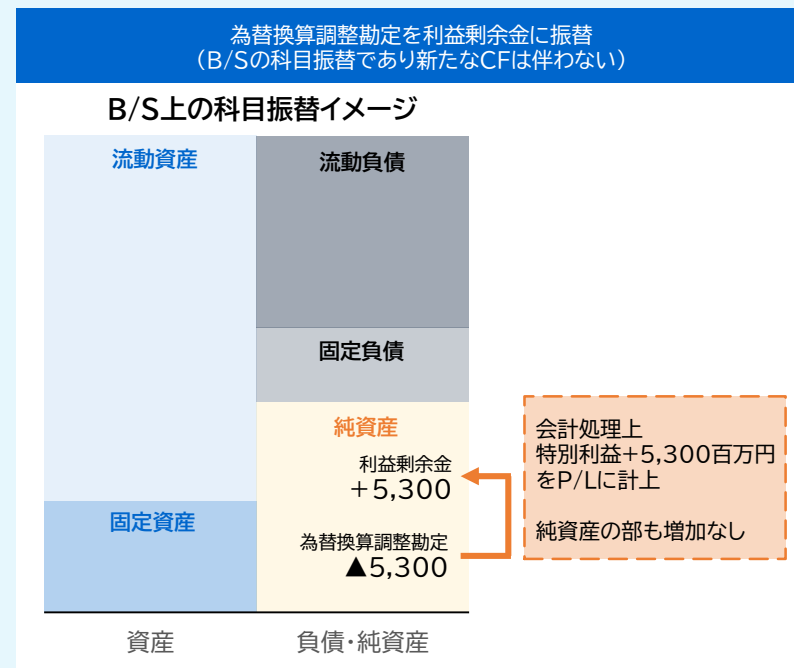 為替換算調整勘定を利益剰余金に振替
（B/Sの科目振替であり新たなCFは伴わない）
B/S上の科目振替イメージ
流動資産
流動負債
固定負債
純資産
利益剰余金
＋5,300
固定資産
為替換算調整勘定
▲5,300
会計処理上
特別利益＋5,300百万円
をP/Lに計上
純資産の部も増加なし
資産
負債・純資産